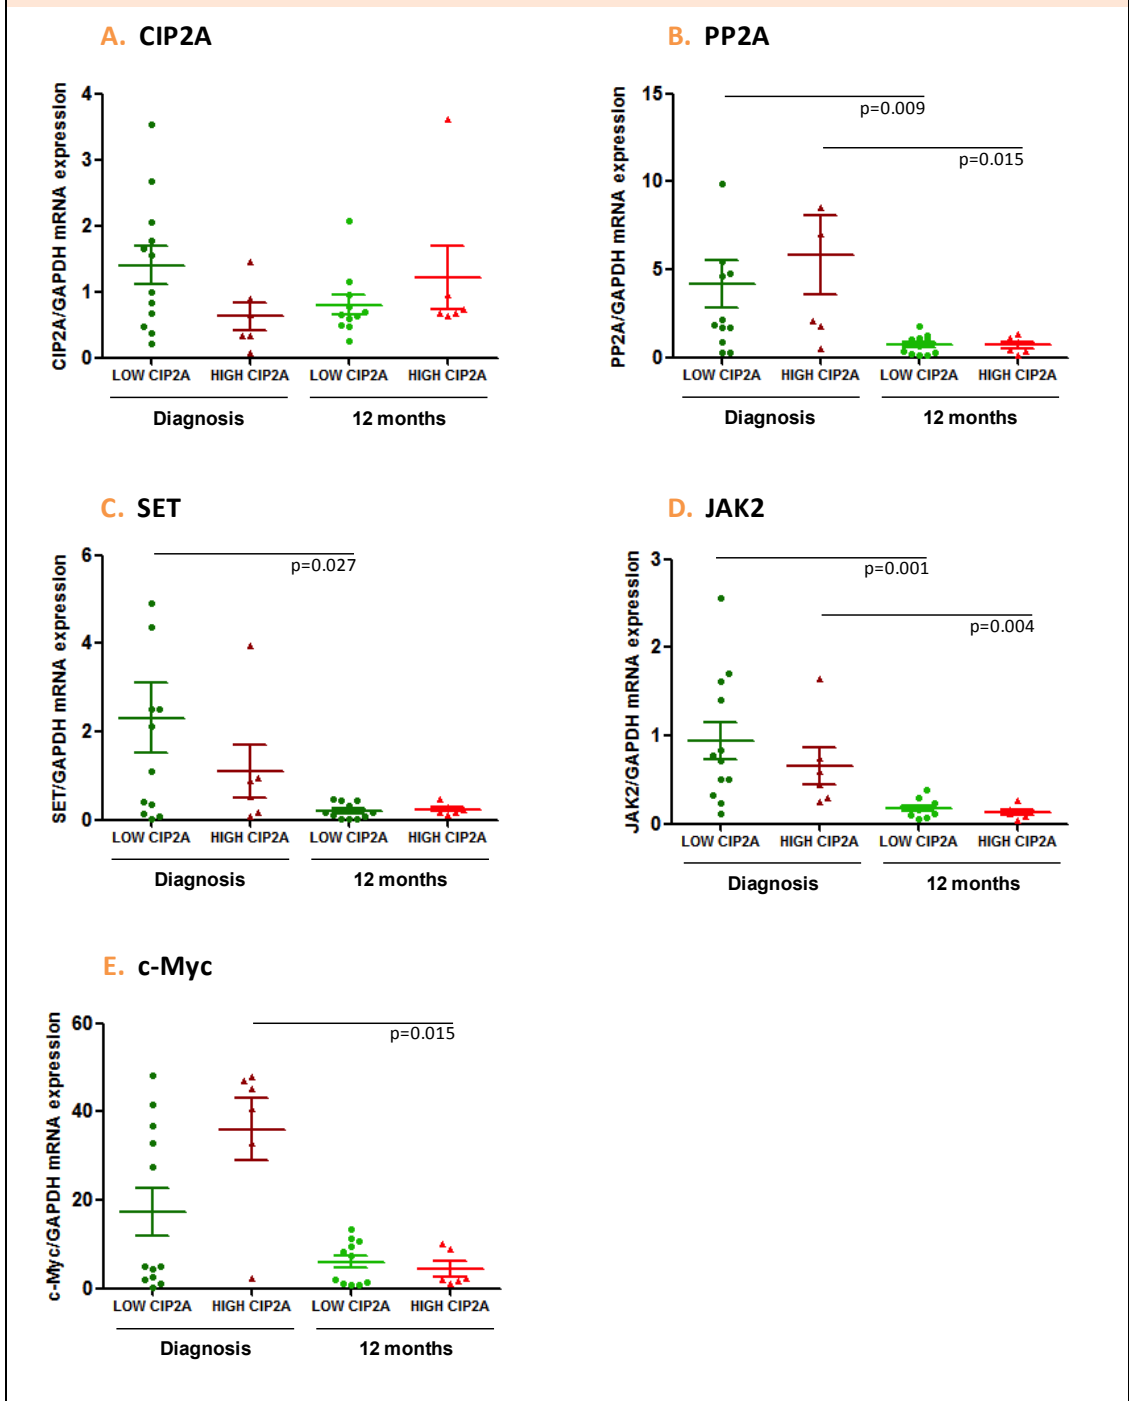 A. CIP2A
CIP2A/GAPDH mRNA expression
4
3
2
1
0
LOW CIP2A HIGH CIP2A LOW CIP2A HIGH CIP2A
Diagnosis 12 months
B. PP2A
PP2A/GAPDH mRNA expression
15
10
5
0
p=0.009
p=0.015
LOW CIP2A HIGH CIP2A LOW CIP2A HIGH CIP2A
Diagnosis 12 months
C. SET
SET/GAPDH mRNA expression
6
4
2
0
p=0.027
LOW CIP2A HIGH CIP2A LOW CIP2A HIGH CIP2A
Diagnosis 12 months
D. JAK2
JAK2/GAPDH mRNA expression
3
2
1
0
p=0.001
p=0.004
LOW CIP2A HIGH CIP2A LOW CIP2A HIGH CIP2A
Diagnosis 12 months
E. c-Myc
c-Myc/GAPDH mRNA expression
60
40
20
0
p=0.015
LOW CIP2A HIGH CIP2A LOW CIP2A HIGH CIP2A
Diagnosis 12 months